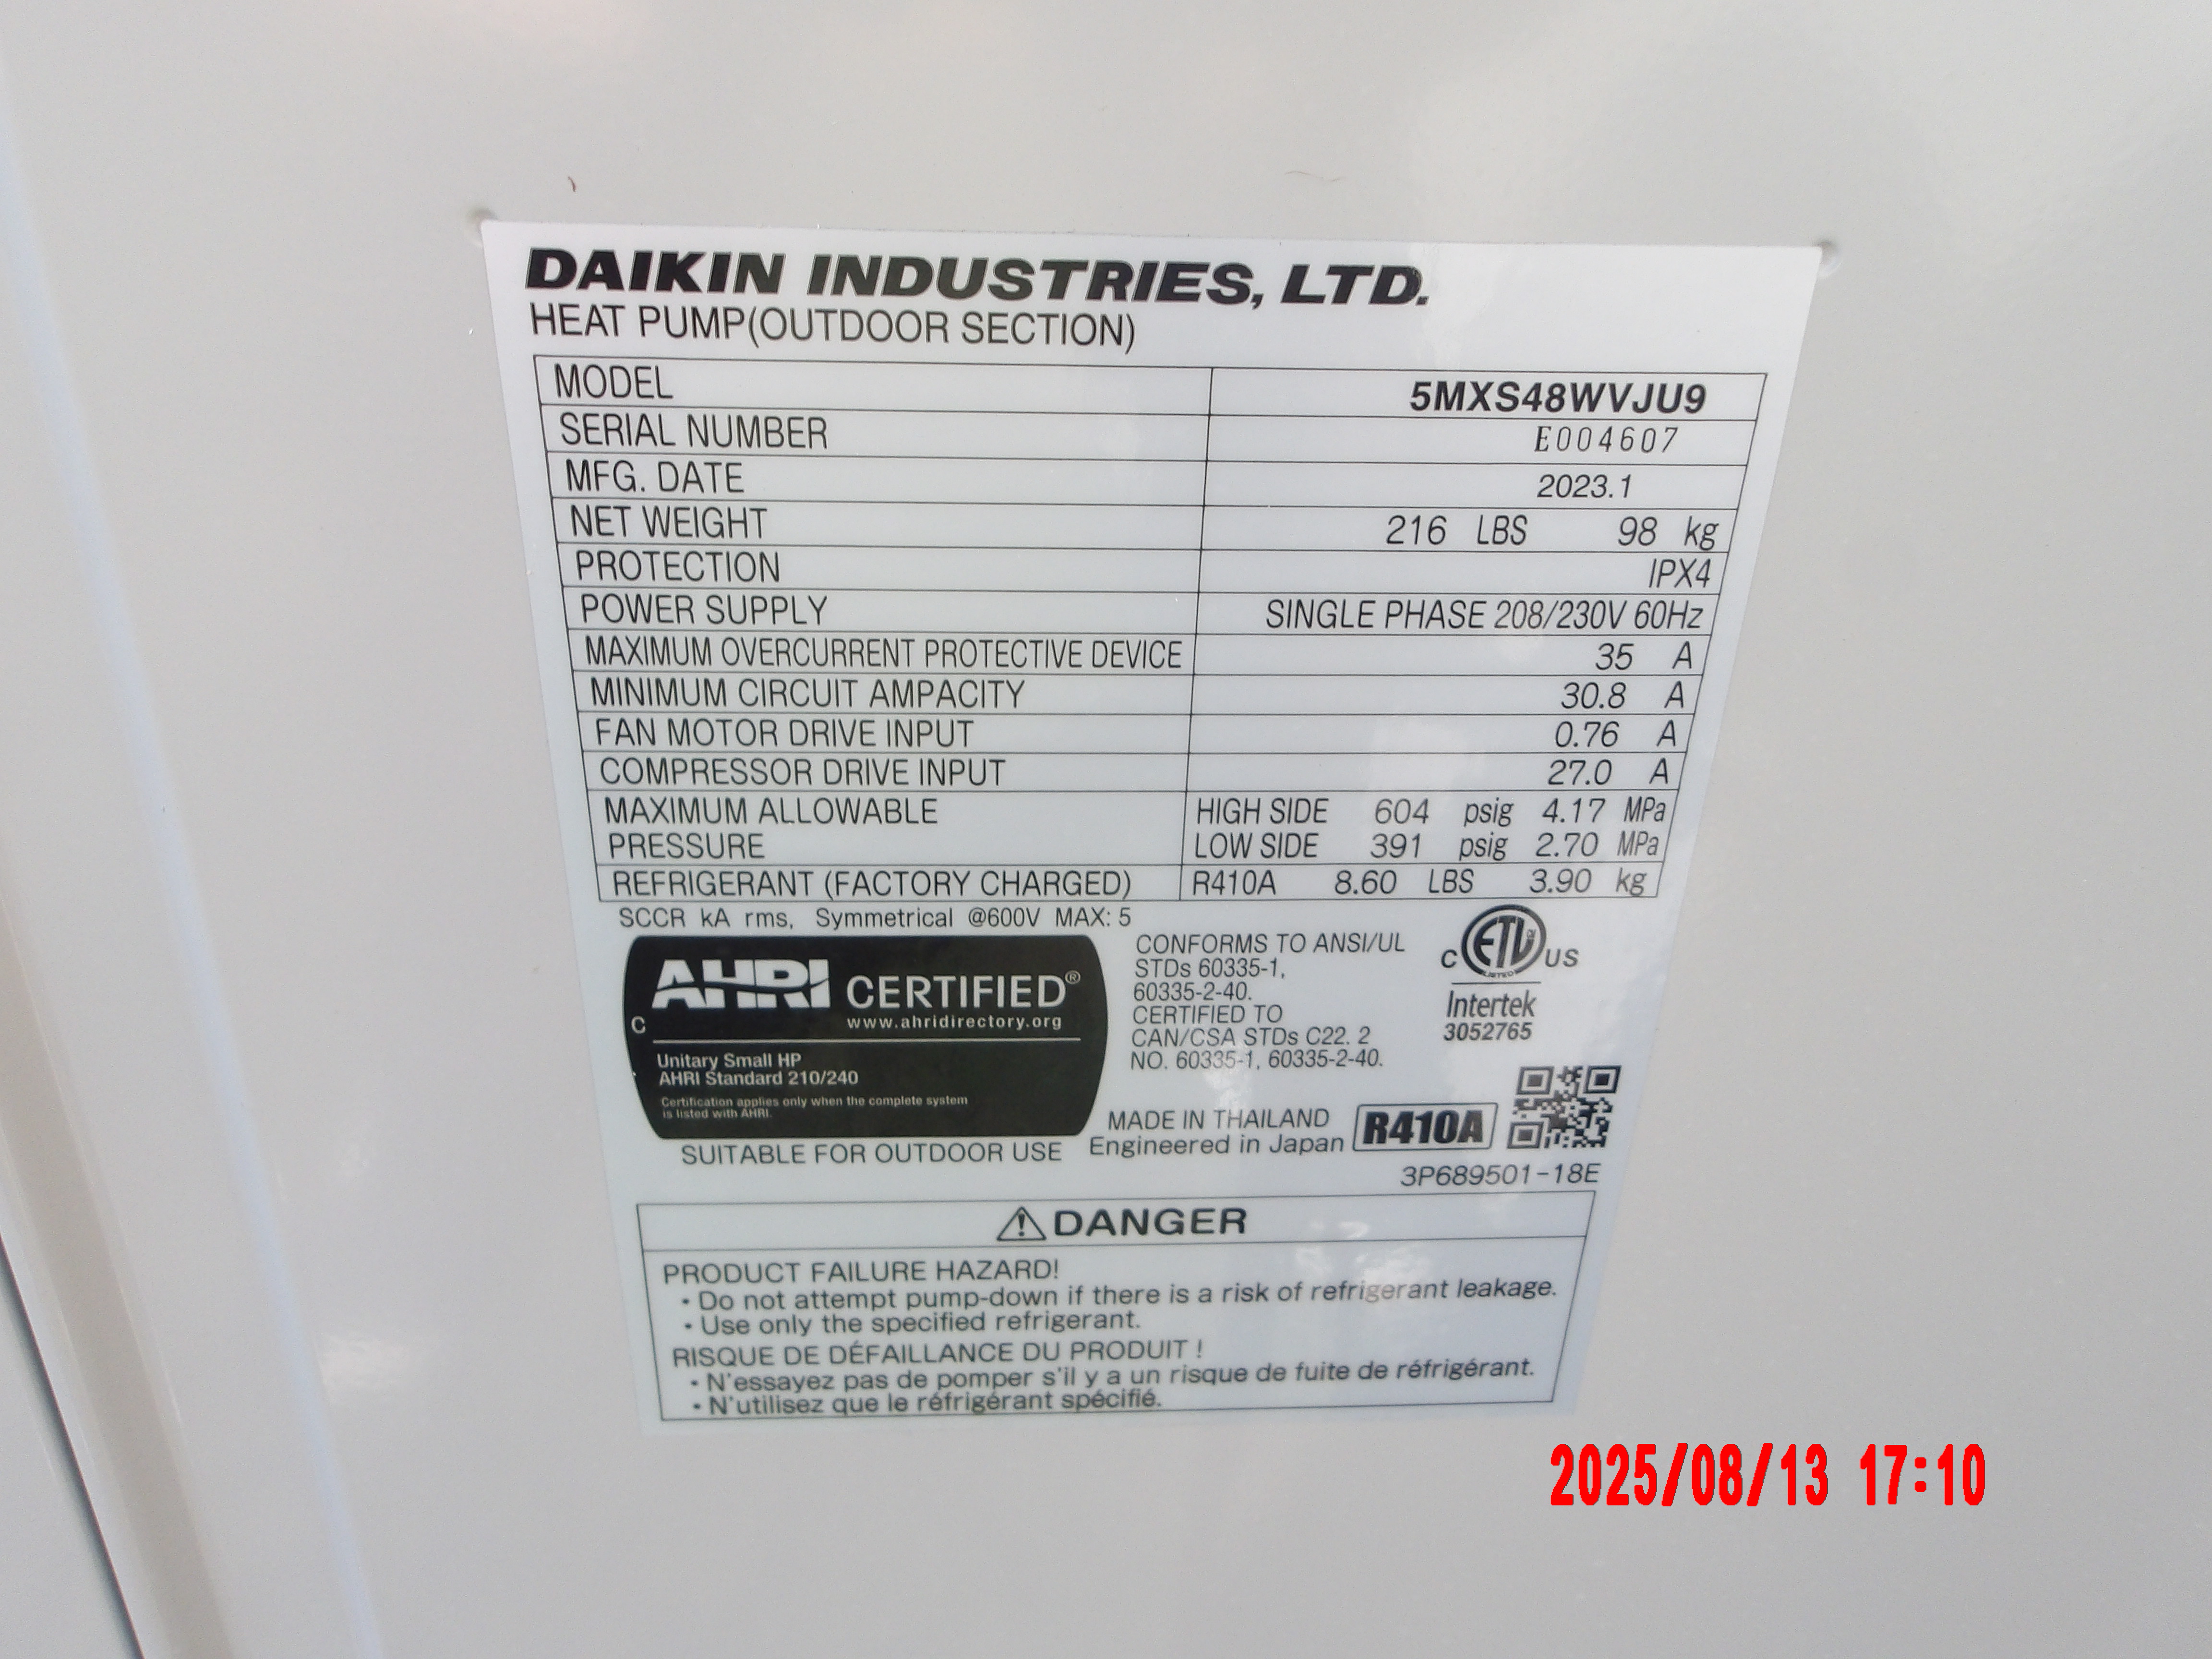 DAIKIN INDUSTRIES, LTD.
HEAT PUMP(OUTDOOR SECTION)
MODEL 5MXS48WVJU9
SERIAL NUMBER E004607
MFG. DATE 2023.1
NET WEIGHT 216 LBS 98 kg
PROTECTION IPX4
POWER SUPPLY SINGLE PHASE 208/230V 60Hz
MAXIMUM OVERCURRENT PROTECTIVE DEVICE 35 A
MINIMUM CIRCUIT AMPACITY 30.8 A
FAN MOTOR DRIVE INPUT 0.76 A
COMPRESSOR DRIVE INPUT 27.0 A
MAXIMUM ALLOWABLE HIGH SIDE 604 psig 4.17 MPa
PRESSURE LOW SIDE 391 psig 2.70 MPa
REFRIGERANT (FACTORY CHARGED) R410A 8.60 LBS 3.90 kg
SCCR kA rms, Symmetrical @600V MAX: 5
AHRI CERTIFIED®
www.ahridirectory.org
C
Unitary Small HP
AHRI Standard 210/240
Certification applies only when the complete system
is listed with AHRI.
SUITABLE FOR OUTDOOR USE
CONFORMS TO ANSI/UL
STDs 60335-1,
60335-2-40.
CERTIFIED TO
CAN/CSA STDs C22. 2
NO. 60335-1, 60335-2-40.
C ETL US
LISTED
Intertek
3052765
MADE IN THAILAND
Engineered in Japan
R410A
3P689501-18E
DANGER
PRODUCT FAILURE HAZARD!
• Do not attempt pump-down if there is a risk of refrigerant leakage.
• Use only the specified refrigerant.
RISQUE DE DÉFAILLANCE DU PRODUIT !
• N'essayez pas de pomper s'il y a un risque de fuite de réfrigérant.
• N'utilisez que le réfrigérant spécifié.
2025/08/13 17:10